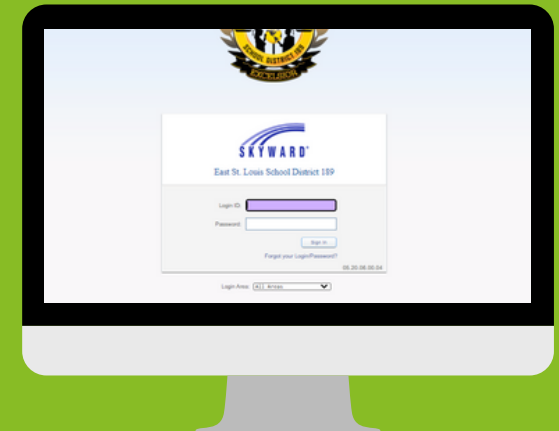 SCHOOL DISTRICT 189
EXCELSIOR
SKYWARD®
East St. Louis School District 189
Login ID:
Password:
Sign In
Forgot your Login/Password?
05.20.08.00.04
Login Area: All Areas